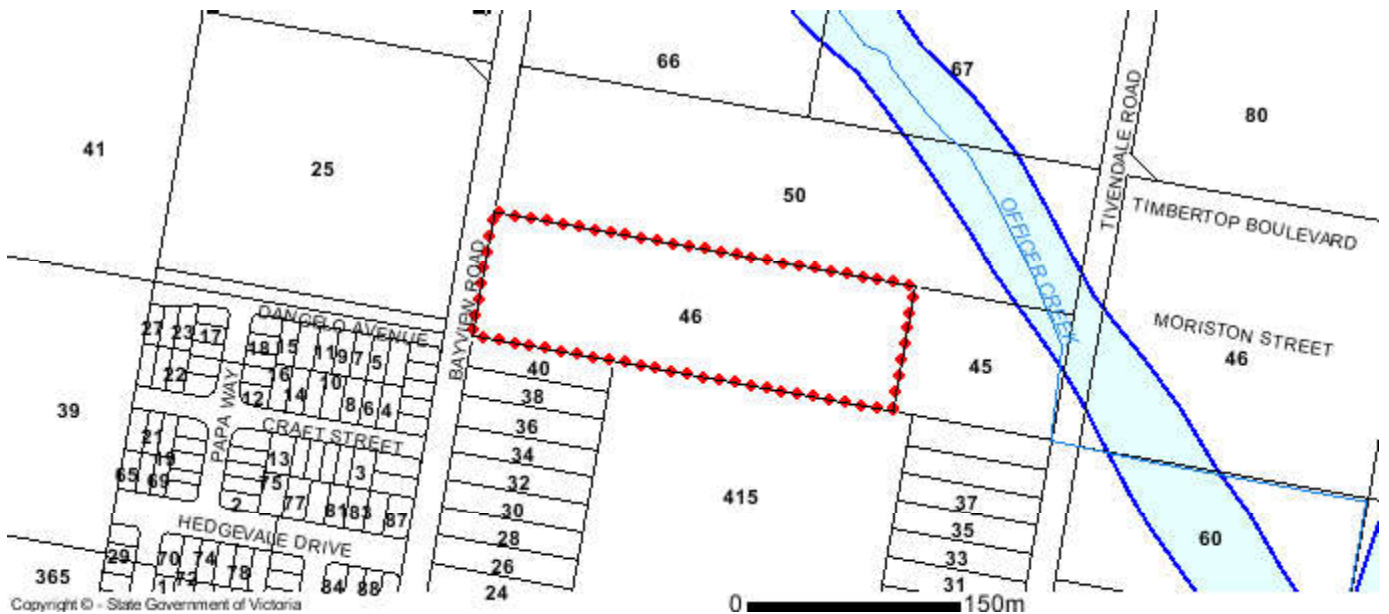 66
67
80
41
25
50
TIVENDALE ROAD
TIMBERTOP BOULEVARD
OFFICER CREEK
BAYVIEW ROAD
46
MORISTON STREET
46
45
DANGELO AVENUE
27 23 17
18 15 11 9 7 5
22
16 10
12 14 8 6 4
PAPA WAY
39
CRAFT STREET
40
38
36
34
32
30
28
26
24
21
19
65 69
13
3
75
2 77 81 83 87
415
37
35
33
31
60
HEDGEVALE DRIVE
29 70 74
1 72 78 84 88
365
Copyright © - State Government of Victoria
0 150m